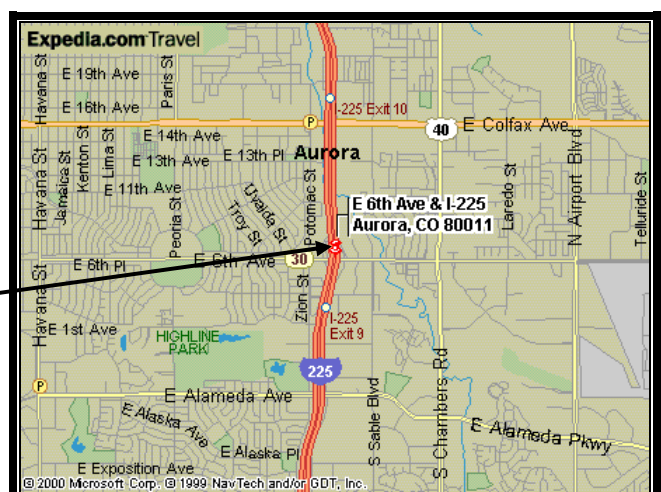 Expedia.com Travel
Havana St
E 19th Ave
Paris St
E 16th Ave
I-225 Exit 10
P
40
E Colfax Ave
Kenton St
Lima St
E 14th Ave
E 13th Ave
E 13th Pl
Aurora
N Airport Blvd
Havana St
Jamaica St
E 11th Ave
Peoria St
Uvalda St
Troy St
Potomac St
E 6th Ave & I-225
Aurora, CO 80011
Laredo St
Telluride St
E 6th Pl
E 6th Ave
30
Havana St
Zion St
E 1st Ave
HIGHLINE
PARK
I-225
Exit 9
225
P
E Alameda Ave
S Sable Blvd
S Chambers Rd
E Alaska Ave
E Alaska Pl
E Alameda Pkwy
E Exposition Ave
© 2000 Microsoft Corp. © 1999 NavTech and/or GDT, Inc.